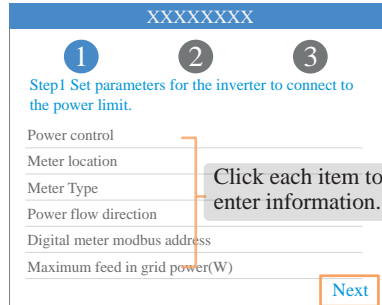 XXXXXXXX
1 2 3
Step1 Set parameters for the inverter to connect to
the power limit.
Power control
Meter location
Meter Type
Power flow direction
Digital meter modbus address
Maximum feed in grid power(W)
Click each item to
enter information.
Next